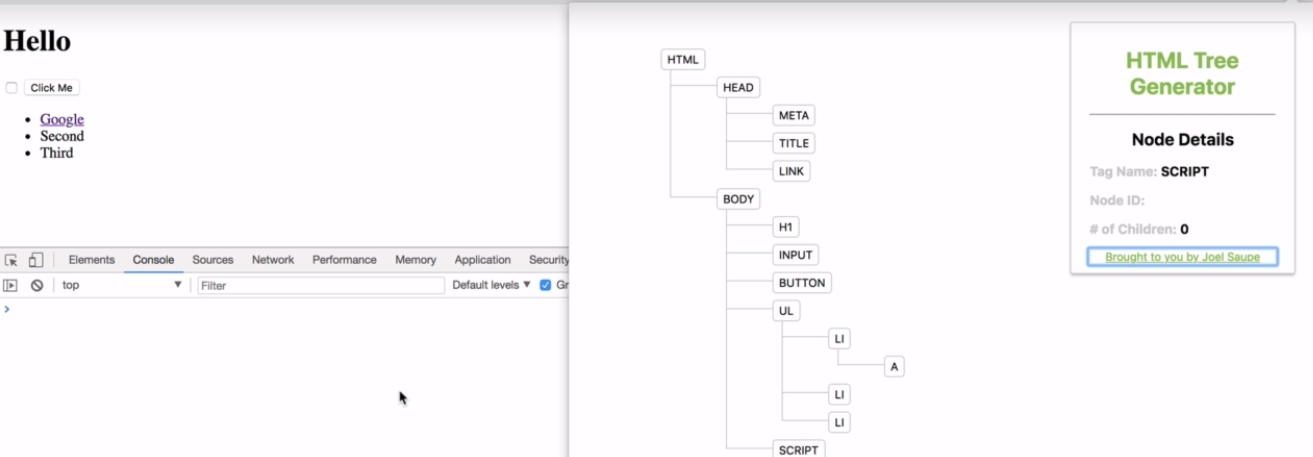 Hello
Click Me
Google
Second
Third
Elements Console Sources Network Performance Memory Application Security
top Filter Default levels ▼ Gr
HTML
HEAD
META
TITLE
LINK
BODY
H1
INPUT
BUTTON
UL
LI
A
LI
LI
SCRIPT
HTML Tree
Generator
Node Details
Tag Name: SCRIPT
Node ID:
# of Children: 0
Brought to you by Joel Saupe